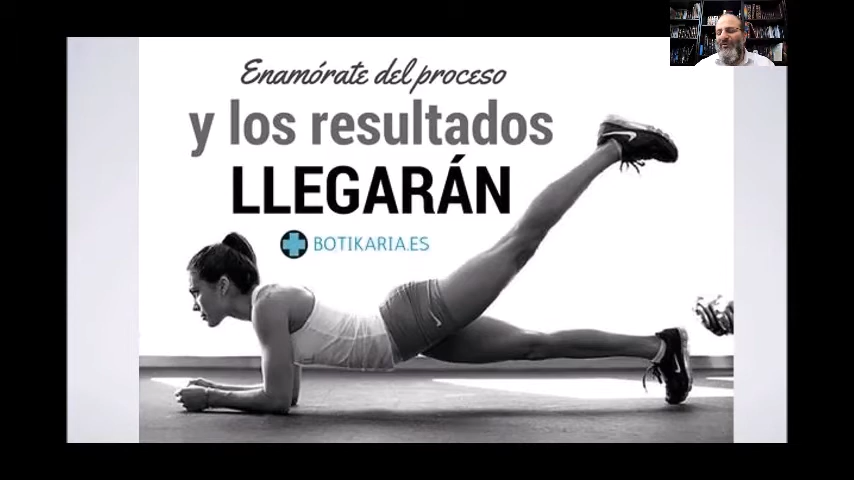 Enamórate del proceso
y los resultados
LLEGARÁN
BOTIKARIA.ES